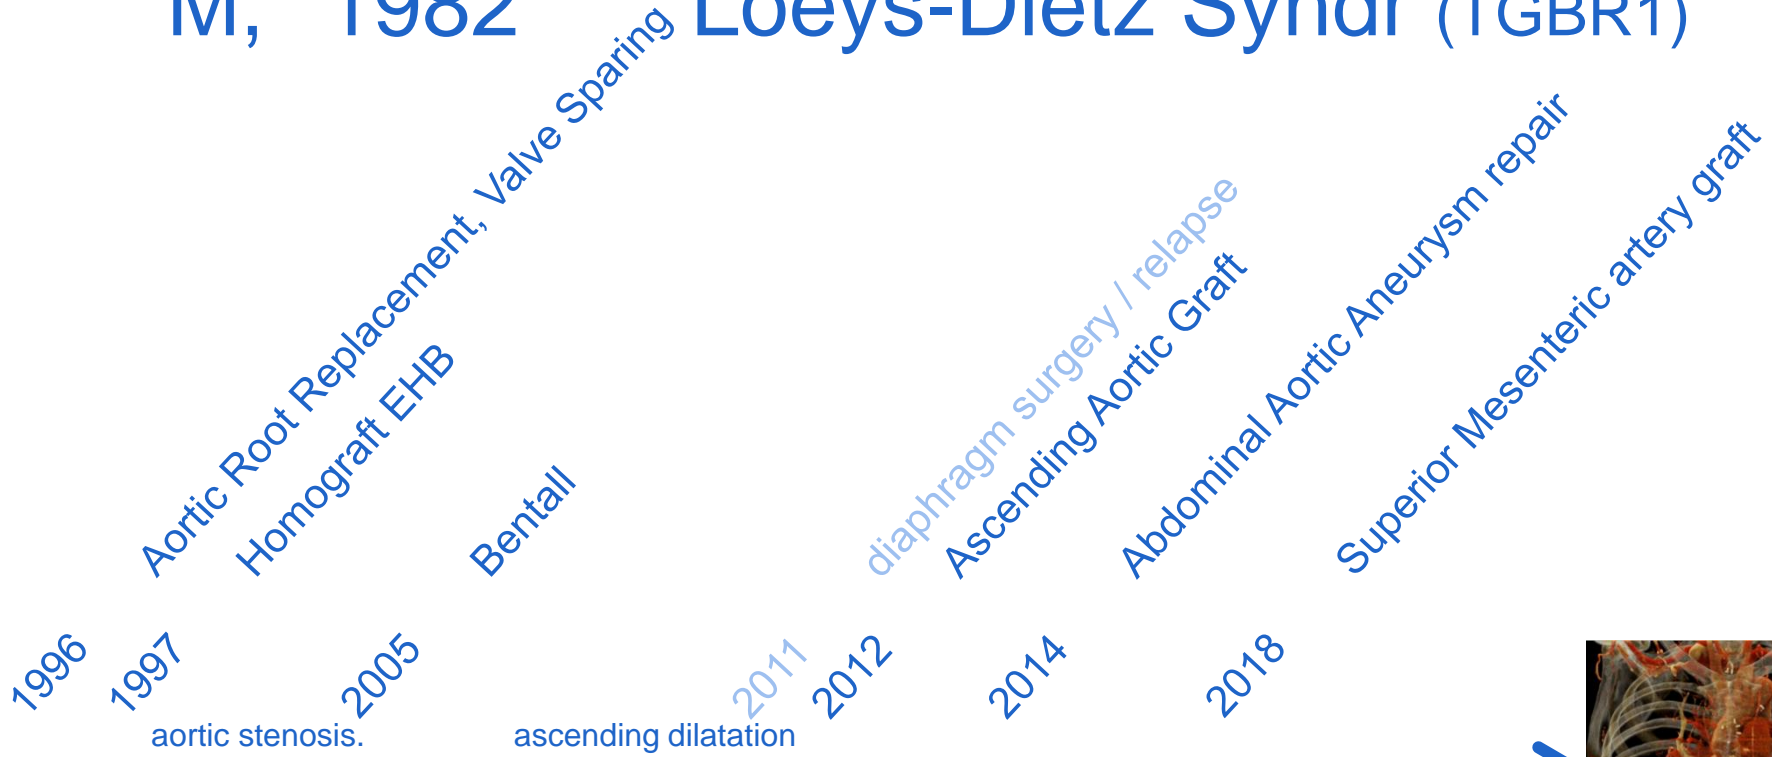 M, 1982 Loeys-Dietz Syndr (TGBR1)
Aortic Root Replacement, Valve Sparing
Homograft EHB
Bentall
diaphragm surgery / relapse
Ascending Aortic Graft
Abdominal Aortic Aneurysm repair
Superior Mesenteric artery graft
1996
1997
2005
2011
2012
2014
2018
aortic stenosis.
ascending dilatation